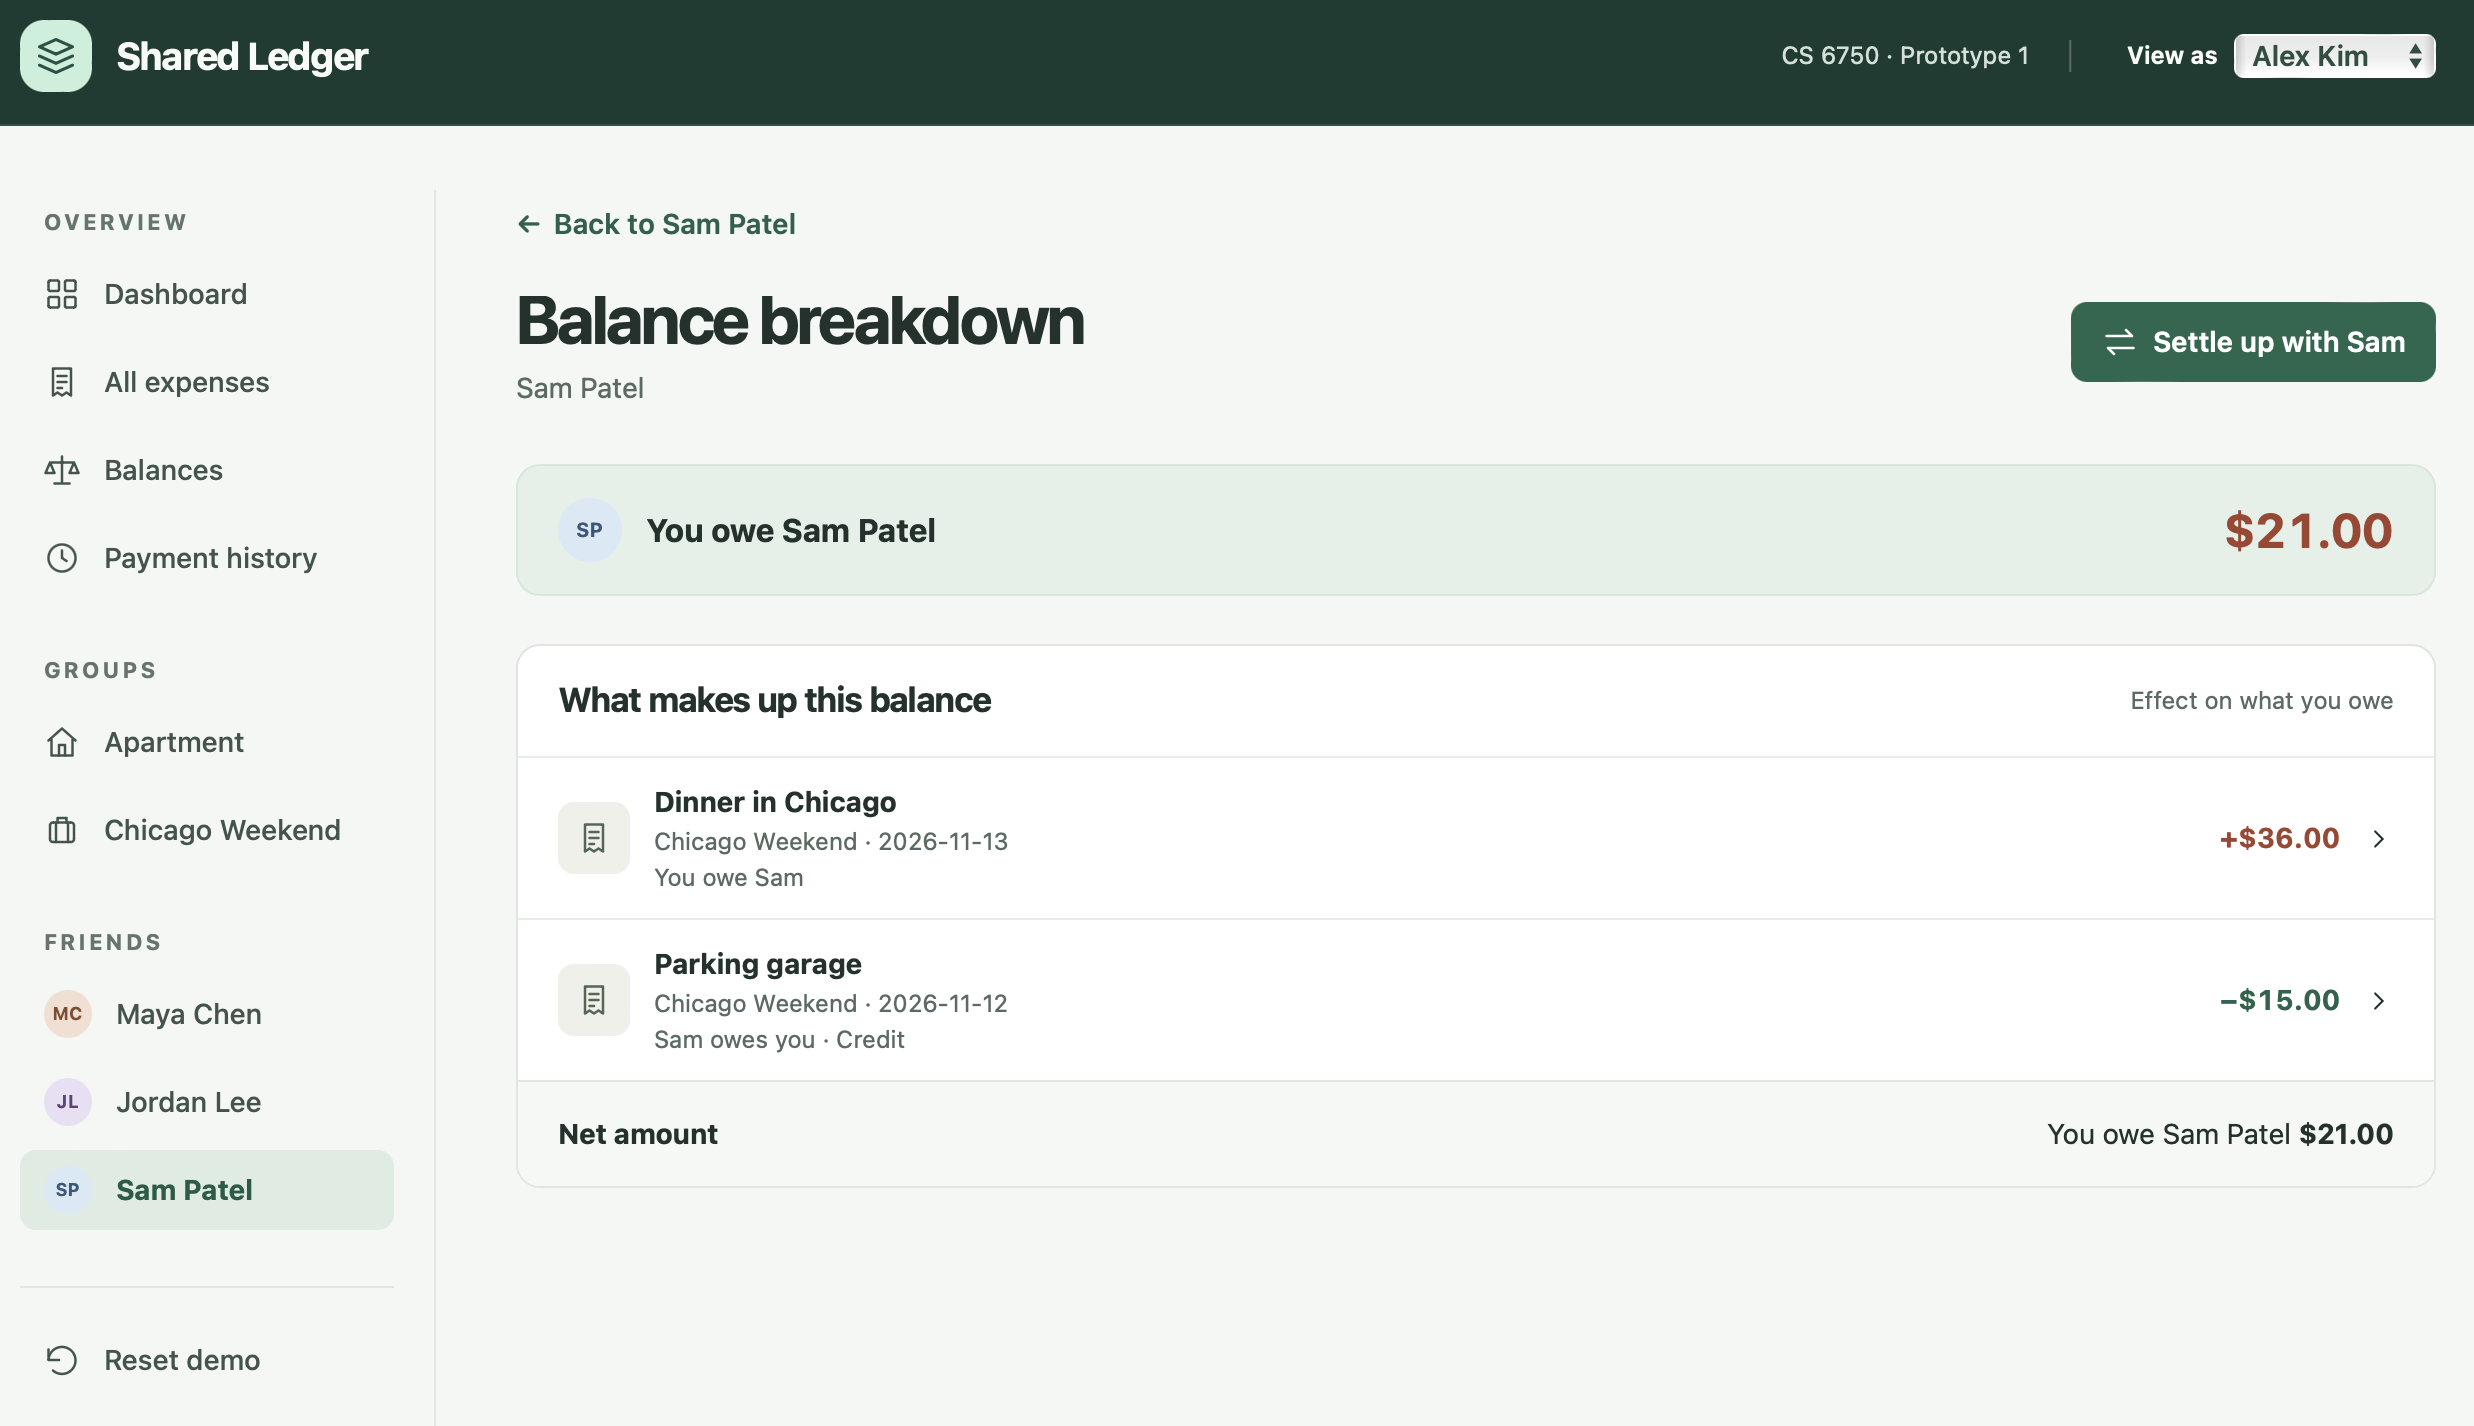 Shared Ledger
CS 6750 · Prototype 1
View as
Alex Kim
OVERVIEW
Dashboard
All expenses
Balances
Payment history
GROUPS
Apartment
Chicago Weekend
FRIENDS
MC Maya Chen
JL Jordan Lee
SP Sam Patel
Reset demo
← Back to Sam Patel
Balance breakdown
Sam Patel
Settle up with Sam
SP You owe Sam Patel $21.00
What makes up this balance Effect on what you owe
Dinner in Chicago
Chicago Weekend · 2026-11-13
You owe Sam
+$36.00
Parking garage
Chicago Weekend · 2026-11-12
Sam owes you · Credit
−$15.00
Net amount You owe Sam Patel $21.00